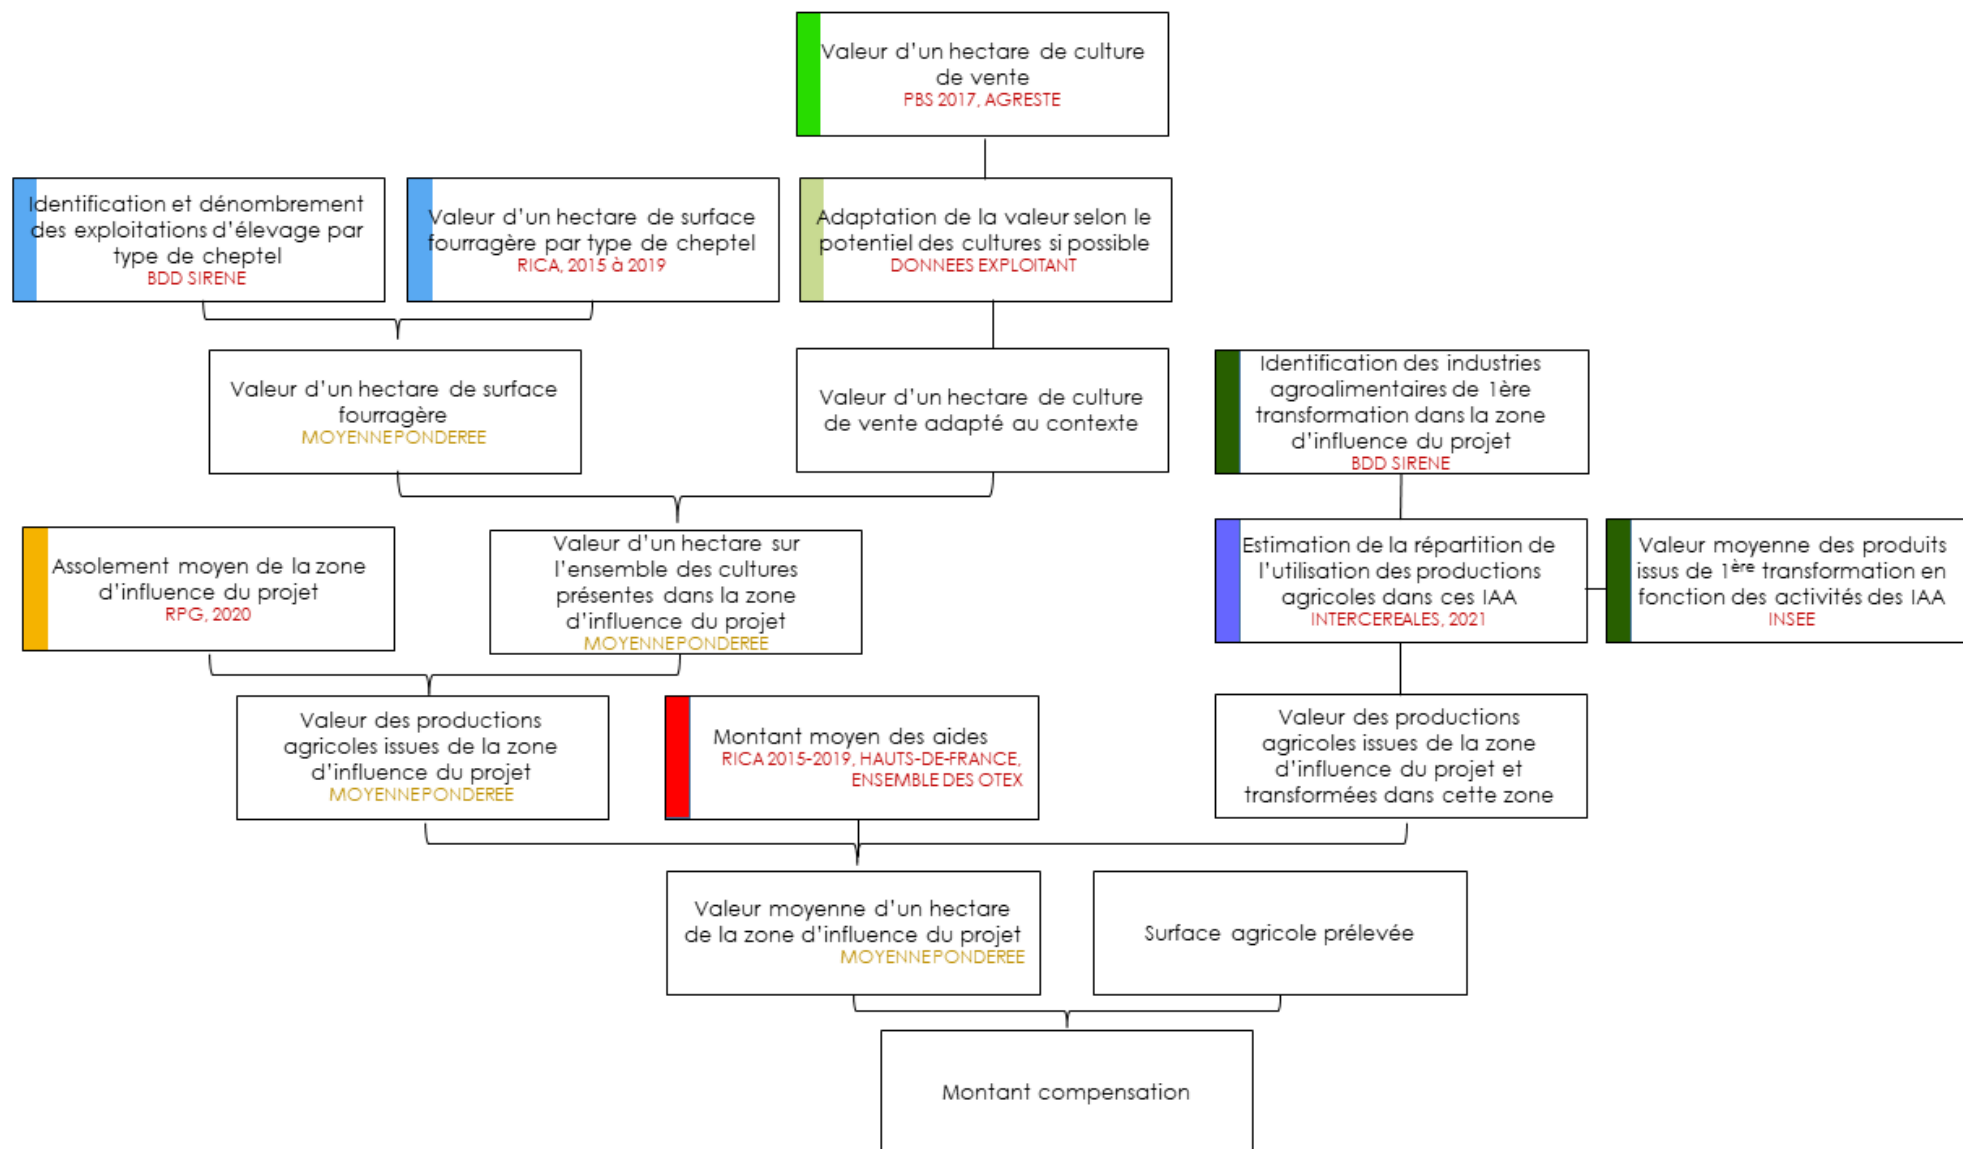 Valeur d’un hectare de culture
de vente
PBS 2017, AGRESTE
Identification et dénombrement
des exploitations d’élevage par
type de cheptel
BDD SIRENE
Valeur d’un hectare de surface
fourragère par type de cheptel
RICA, 2015 à 2019
Adaptation de la valeur selon le
potentiel des cultures si possible
DONNEES EXPLOITANT
Valeur d’un hectare de surface
fourragère
MOYENNE PONDEREE
Valeur d’un hectare de culture
de vente adapté au contexte
Identification des industries
agroalimentaires de 1ère
transformation dans la zone
d’influence du projet
BDD SIRENE
Assolement moyen de la zone
d’influence du projet
RPG, 2020
Valeur d’un hectare sur
l’ensemble des cultures
présentes dans la zone
d’influence du projet
MOYENNE PONDEREE
Estimation de la répartition de
l’utilisation des productions
agricoles dans ces IAA
INTERCEREALES, 2021
Valeur moyenne des produits
issus de 1ère transformation en
fonction des activités des IAA
INSEE
Valeur des productions
agricoles issues de la zone
d’influence du projet
MOYENNE PONDEREE
Montant moyen des aides
RICA 2015-2019, HAUTS-DE-FRANCE,
ENSEMBLE DES OTEX
Valeur des productions
agricoles issues de la zone
d’influence du projet et
transformées dans cette zone
Valeur moyenne d’un hectare
de la zone d’influence du projet
MOYENNE PONDEREE
Surface agricole prélevée
Montant compensation